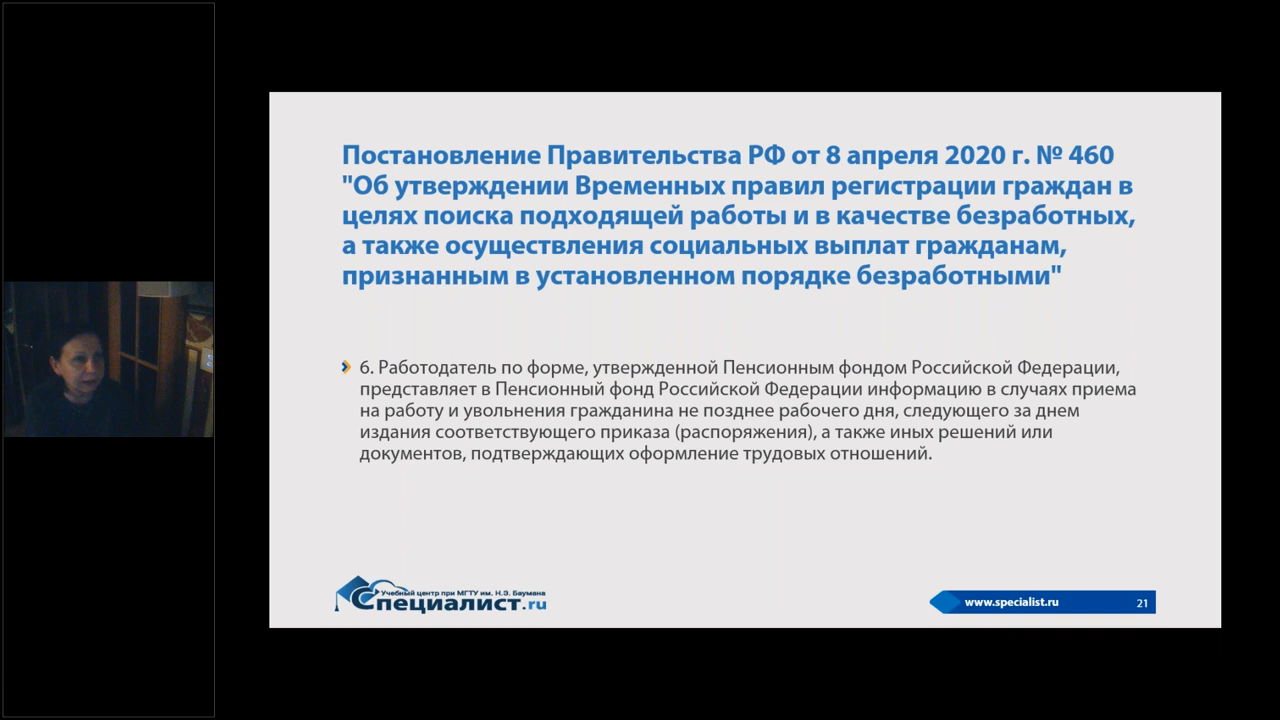 Постановление Правительства РФ от 8 апреля 2020 г. № 460
"Об утверждении Временных правил регистрации граждан в
целях поиска подходящей работы и в качестве безработных,
а также осуществления социальных выплат гражданам,
признанным в установленном порядке безработными"
6. Работодатель по форме, утвержденной Пенсионным фондом Российской Федерации,
представляет в Пенсионный фонд Российской Федерации информацию в случаях приема
на работу и увольнения гражданина не позднее рабочего дня, следующего за днем
издания соответствующего приказа (распоряжения), а также иных решений или
документов, подтверждающих оформление трудовых отношений.
Учебный центр при МГТУ им. Н.Э. Баумана
Специалист.ru
www.specialist.ru
21